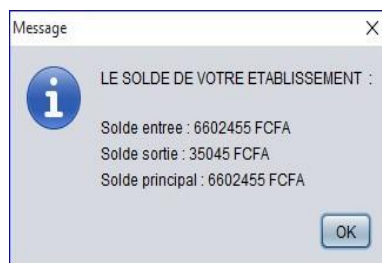 Message
LE SOLDE DE VOTRE ETABLISSEMENT :
Solde entree : 6602455 FCFA
Solde sortie : 35045 FCFA
Solde principal : 6602455 FCFA
OK